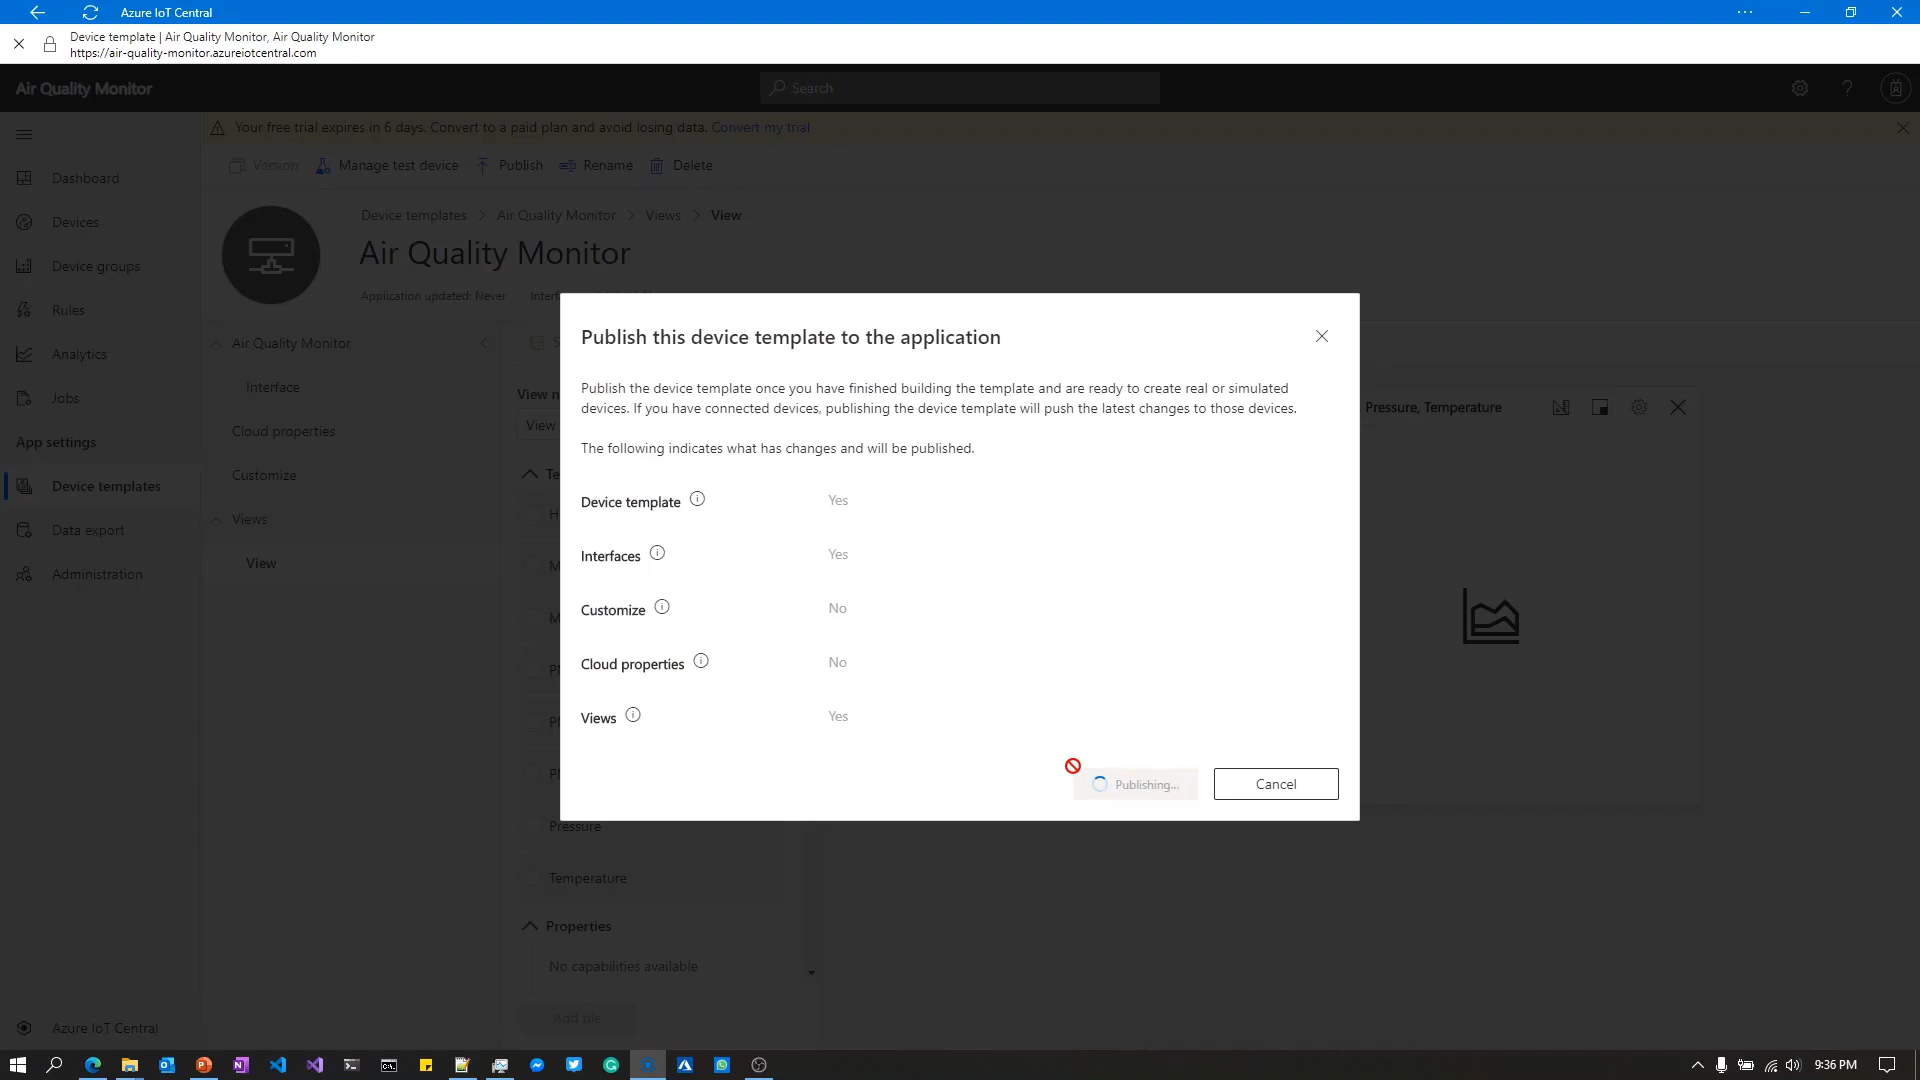 Azure IoT Central
Device template | Air Quality Monitor, Air Quality Monitor
https://air-quality-monitor.azureiotcentral.com
Air Quality Monitor
Search
Your free trial expires in 6 days. Convert to a paid plan and avoid losing data. Convert my trial
Version
Manage test device
Publish
Rename
Delete
Dashboard
Devices
Device groups
Rules
Analytics
Jobs
App settings
Device templates
Data export
Administration
Azure IoT Central
Device templates > Air Quality Monitor > Views > View
Air Quality Monitor
Application updated: Never
Air Quality Monitor
Interface
Cloud properties
Customize
Views
View
View n
View
Te
Pressure
Temperature
Properties
No capabilities available
Add tile
Pressure, Temperature
Publish this device template to the application
Publish the device template once you have finished building the template and are ready to create real or simulated
devices. If you have connected devices, publishing the device template will push the latest changes to those devices.
The following indicates what has changes and will be published.
Device template Yes
Interfaces Yes
Customize No
Cloud properties No
Views Yes
Publishing...
Cancel
9:36 PM